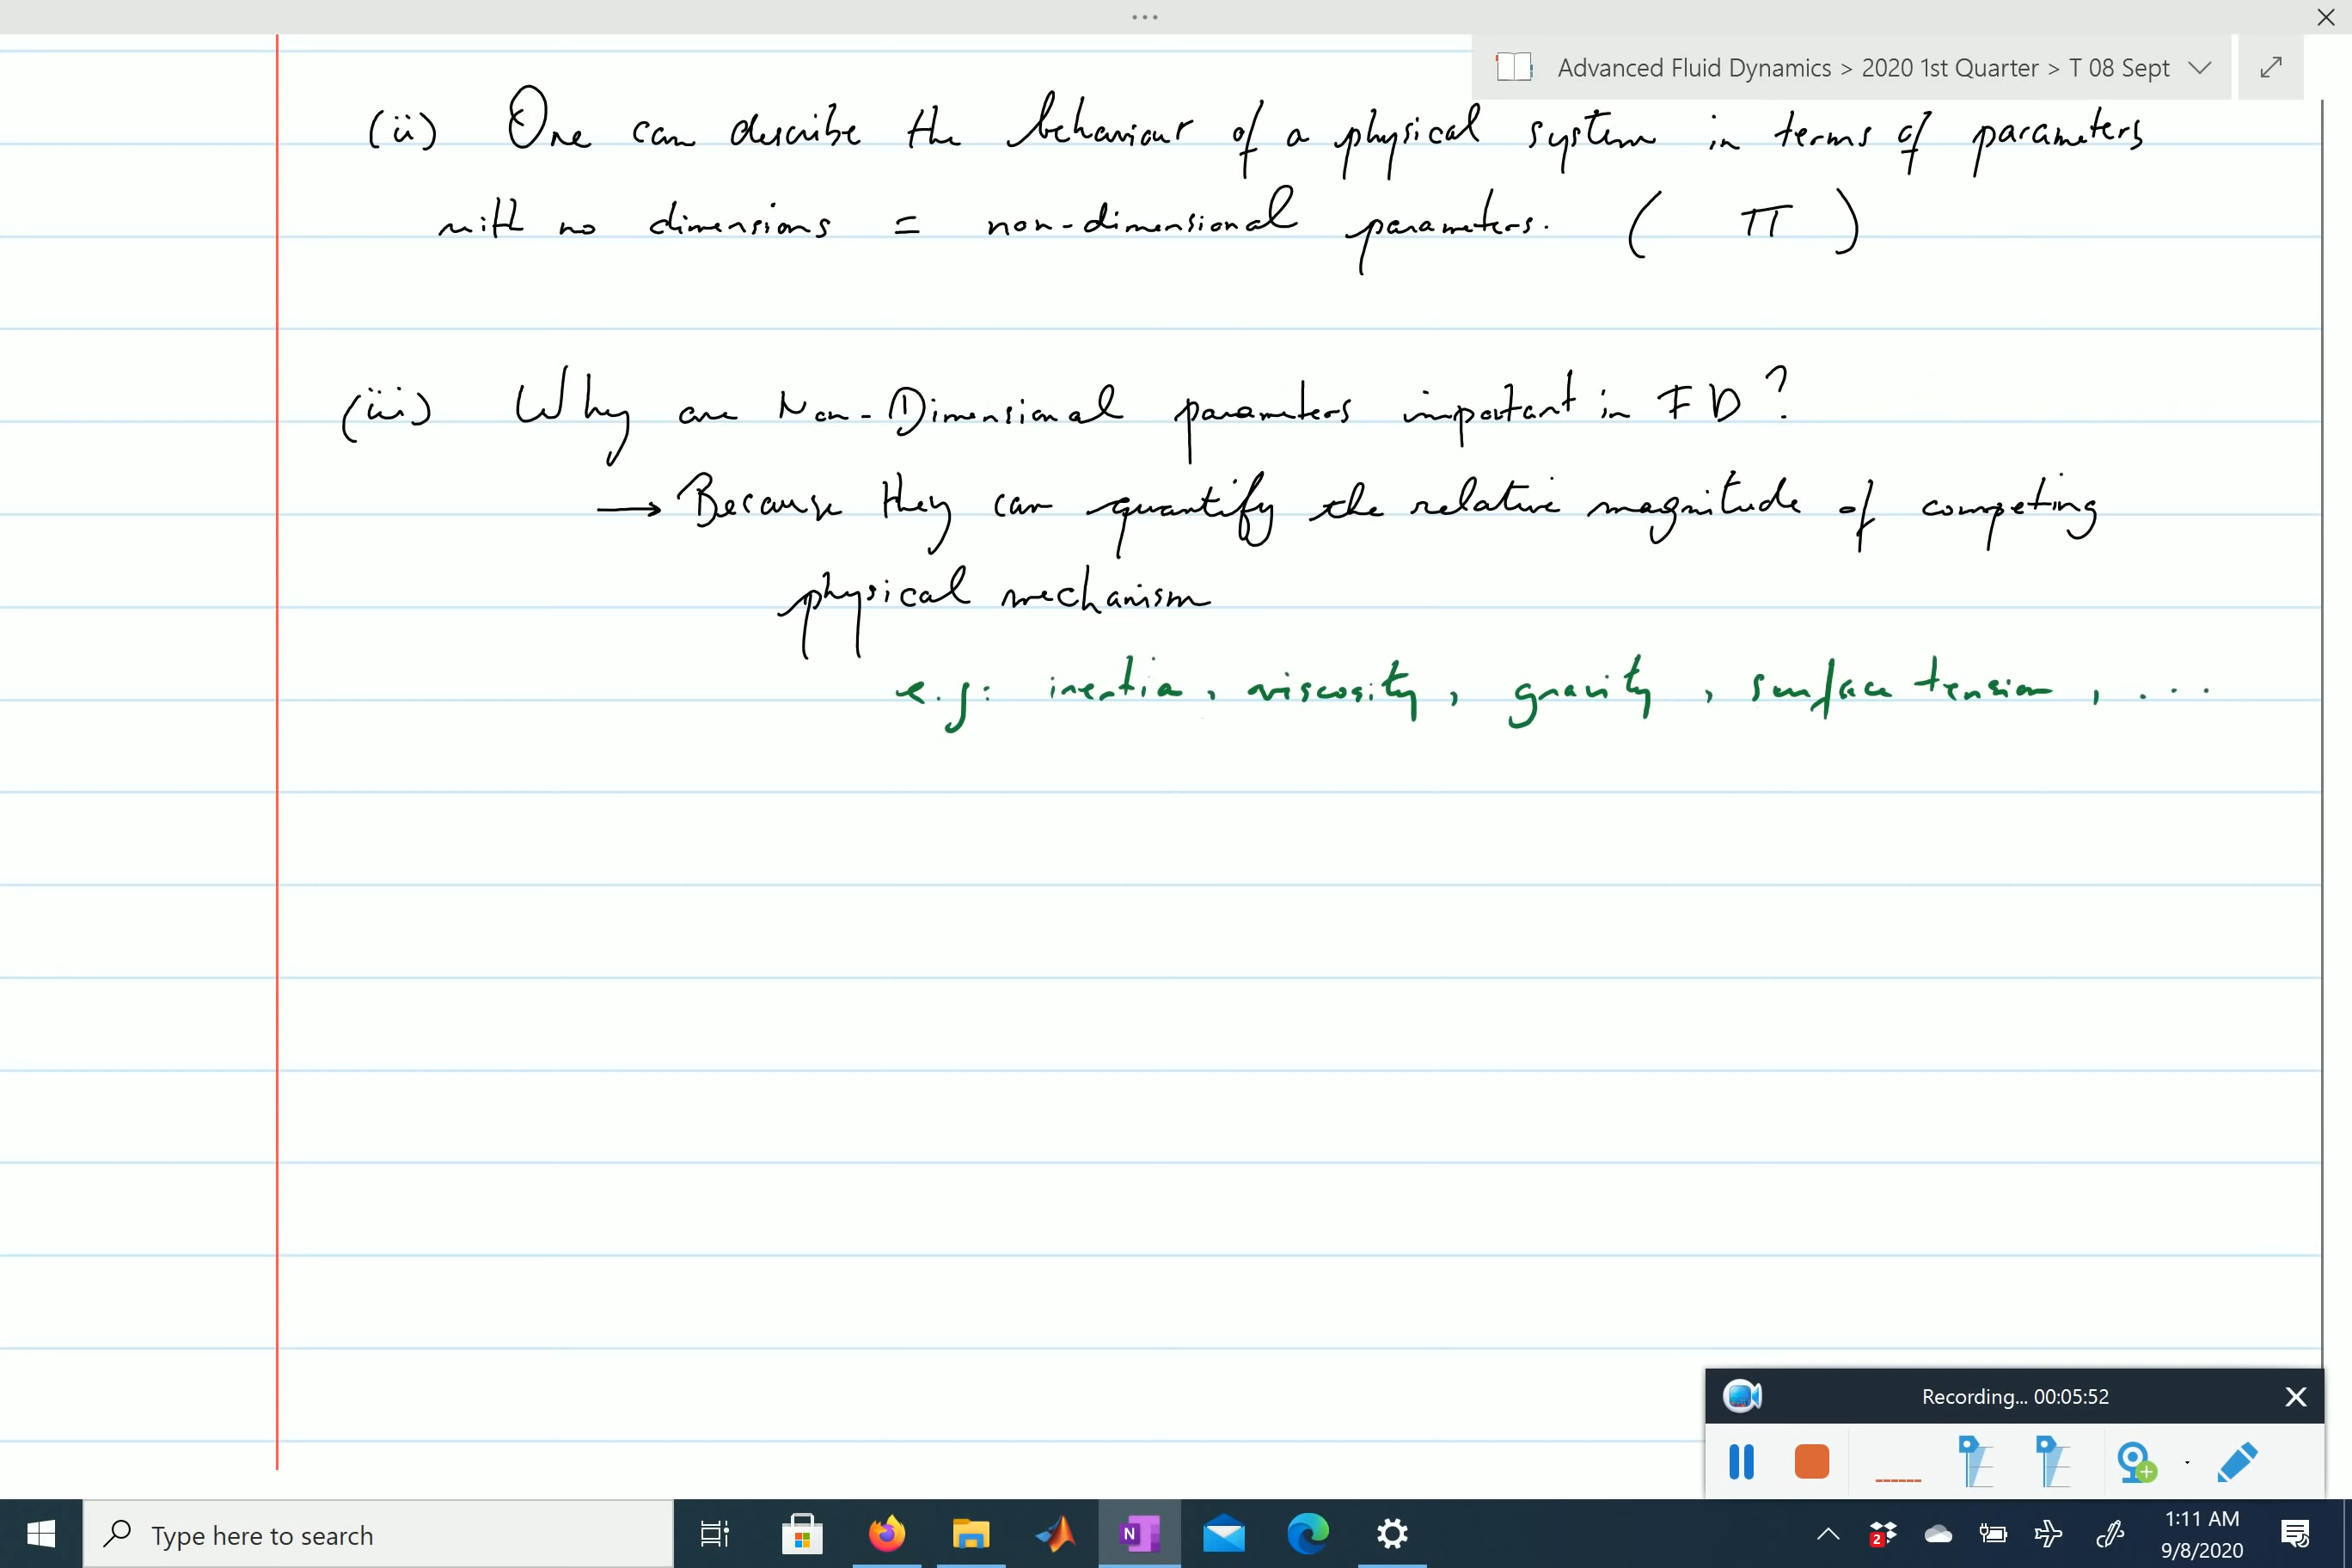 Advanced Fluid Dynamics > 2020 1st Quarter > T 08 Sept
(ii) One can describe the behaviour of a physical system in terms of parameters
with no dimensions = non-dimensional parameters. ( π )
(iii) Why are Non-Dimensional parameters important in FD?
→ Because they can quantify the relative magnitude of competing
physical mechanism
e.g: inertia, viscosity, gravity, surface tension, ...
Recording... 00:05:52
Type here to search
N
2
1:11 AM
9/8/2020